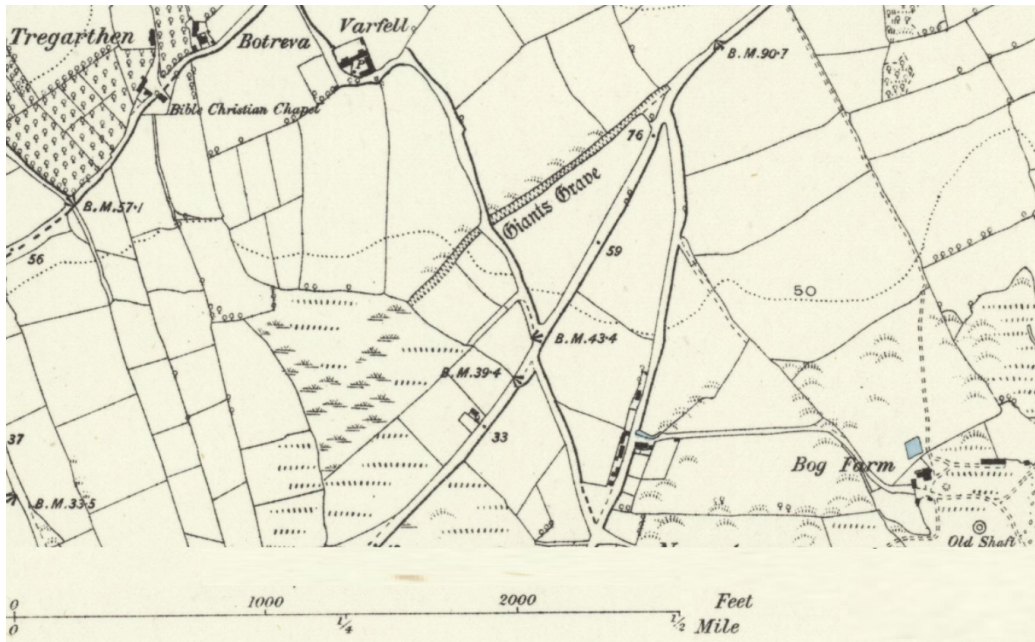 Tregarthen
Botreva
Varfell
B.M.90·7
Bible Christian Chapel
76
Giants Grave
B.M.57·1
56
59
50
B.M.43·4
B.M.39·4
33
37
Bog Farm
B.M.33·5
Old Shaft
0 1000 2000 Feet
0 1/4 1/2 Mile